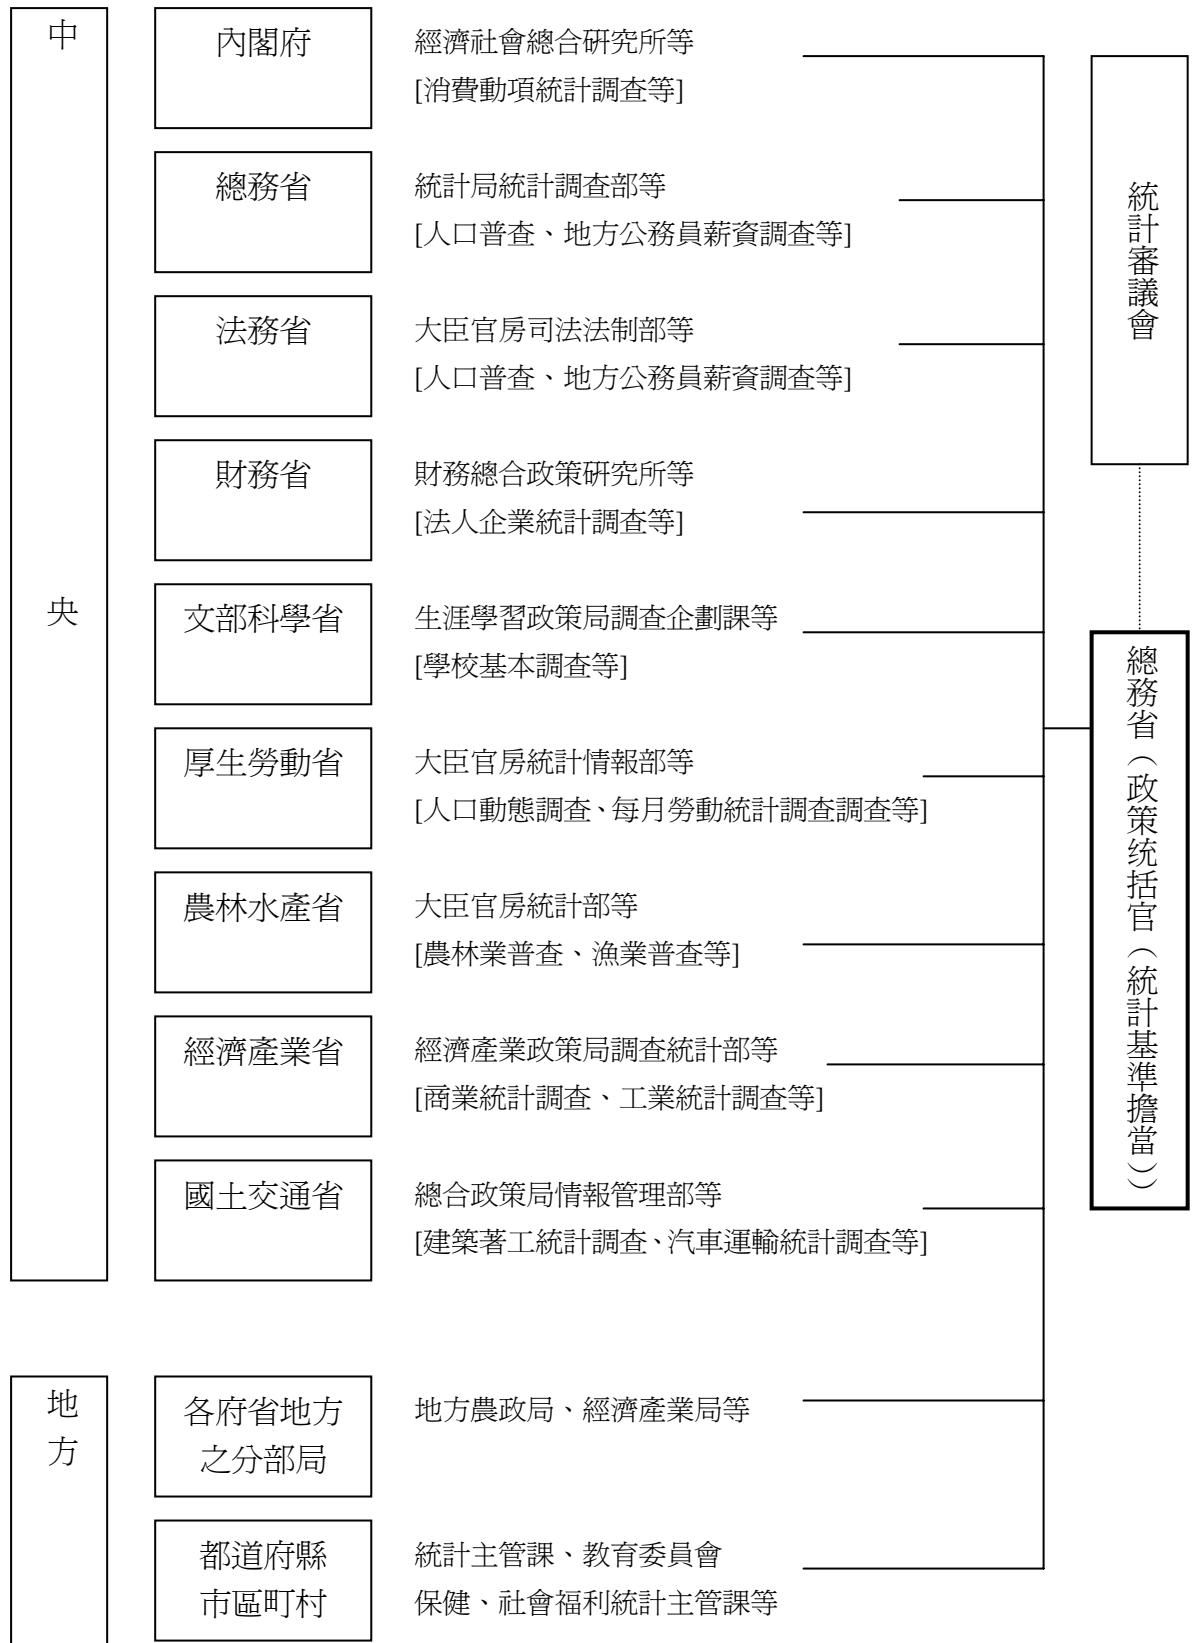 中
央
內閣府
經濟社會總合研究所等
[消費動項統計調查等]
總務省
統計局統計調查部等
[人口普查、地方公務員薪資調查等]
法務省
大臣官房司法法制部等
[人口普查、地方公務員薪資調查等]
財務省
財務總合政策研究所等
[法人企業統計調查等]
文部科學省
生涯學習政策局調查企劃課等
[學校基本調查等]
厚生勞動省
大臣官房統計情報部等
[人口動態調查、每月勞動統計調查調查等]
農林水產省
大臣官房統計部等
[農林業普查、漁業普查等]
經濟產業省
經濟產業政策局調查統計部等
[商業統計調查、工業統計調查等]
國土交通省
總合政策局情報管理部等
[建築著工統計調查、汽車運輸統計調查等]
地
方
各府省地方
之分部局
地方農政局、經濟產業局等
都道府縣
市區町村
統計主管課、教育委員會
保健、社會福利統計主管課等
統計審議會
總務省（政策统括官（統計基準擔當））